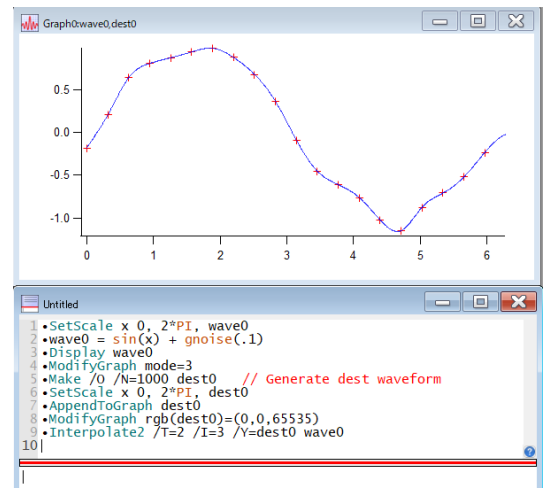 Graph0:wave0,dest0
0.5
0.0
-0.5
-1.0
0 1 2 3 4 5 6
Untitled
1 •SetScale x 0, 2*PI, wave0
2 •wave0 = sin(x) + gnoise(.1)
3 •Display wave0
4 •ModifyGraph mode=3
5 •Make /O /N=1000 dest0 // Generate dest waveform
6 •SetScale x 0, 2*PI, dest0
7 •AppendToGraph dest0
8 •ModifyGraph rgb(dest0)=(0,0,65535)
9 •Interpolate2 /T=2 /I=3 /Y=dest0 wave0
10